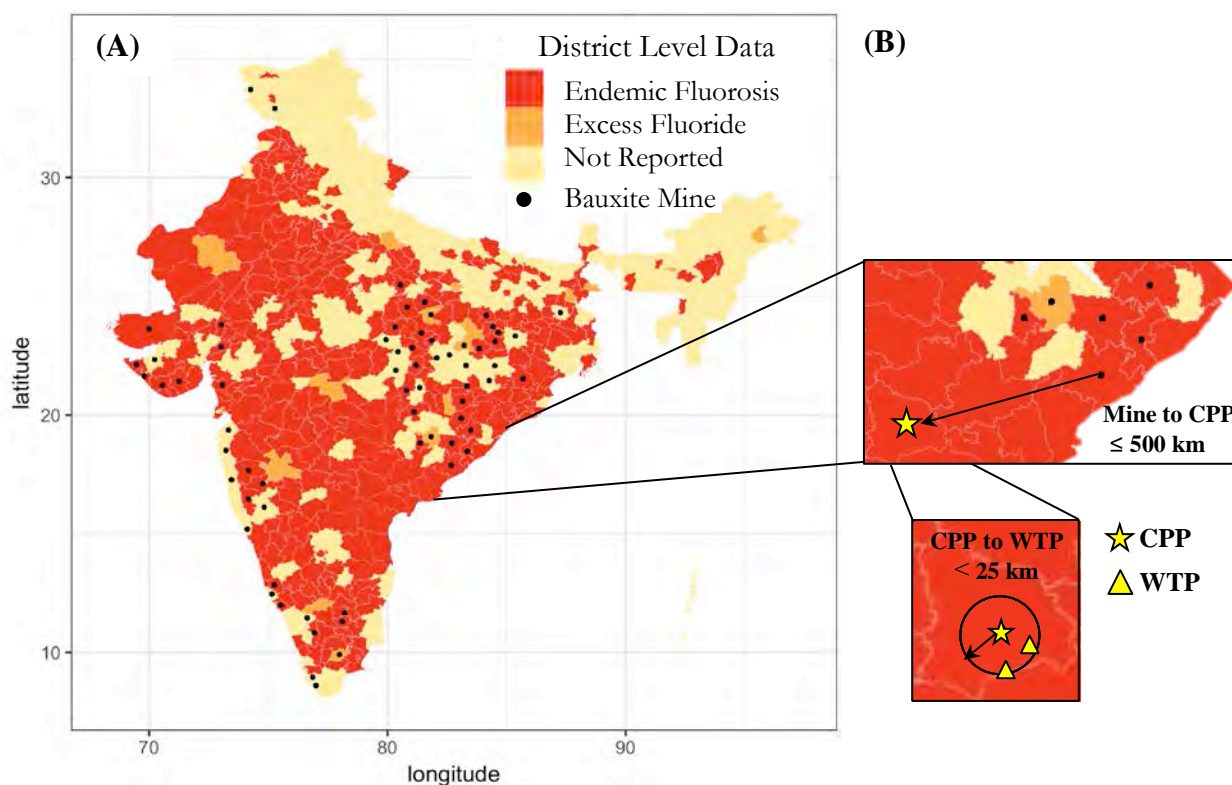 (A)
District Level Data
Endemic Fluorosis
Excess Fluoride
Not Reported
Bauxite Mine
30
20
10
latitude
70
80
90
longitude
(B)
Mine to CPP
≤ 500 km
CPP to WTP
< 25 km
CPP
WTP